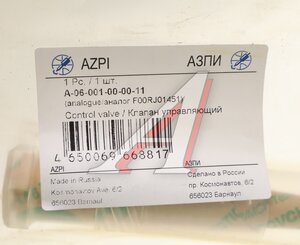 AZPI АЗПИ
1 Pc. / 1 шт.
A-06-001-00-00-11
(analogue/аналог F00RJ01451)
Control valve / Клапан управляющий
4 650069 668817
Made in Russia
Kosmonavtov Ave. 6/2
656023 Barnaul
Сделано в России
пр. Космонавтов, 6/2
656023 Барнаул